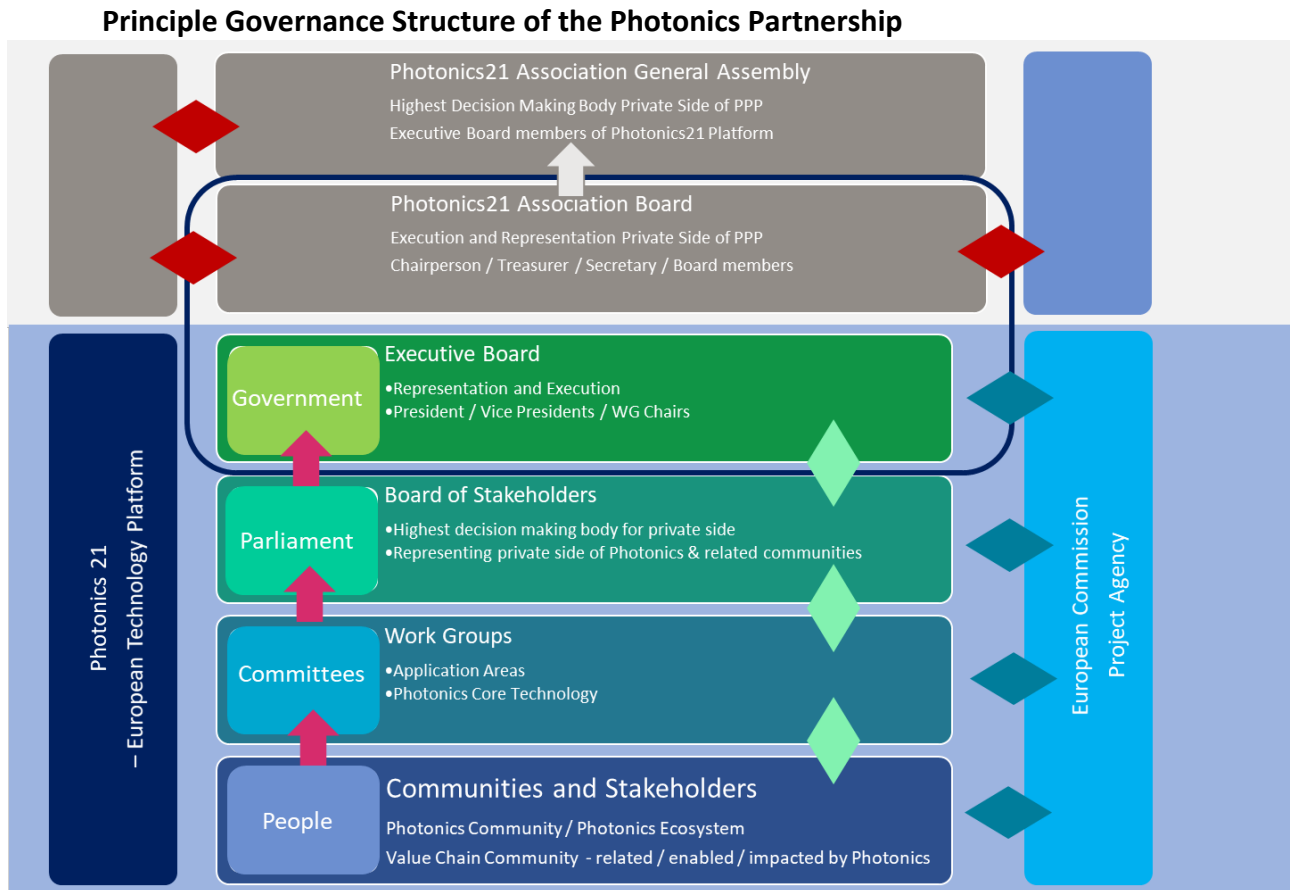 Principle Governance Structure of the Photonics Partnership
Photonics21 Association General Assembly
Highest Decision Making Body Private Side of PPP
Executive Board members of Photonics21 Platform
Photonics21 Association Board
Execution and Representation Private Side of PPP
Chairperson / Treasurer / Secretary / Board members
Photonics 21
– European Technology Platform
Government
Executive Board
•Representation and Execution
•President / Vice Presidents / WG Chairs
Parliament
Board of Stakeholders
•Highest decision making body for private side
•Representing private side of Photonics & related communities
Committees
Work Groups
•Application Areas
•Photonics Core Technology
People
Communities and Stakeholders
Photonics Community / Photonics Ecosystem
Value Chain Community - related / enabled / impacted by Photonics
European Commission
Project Agency